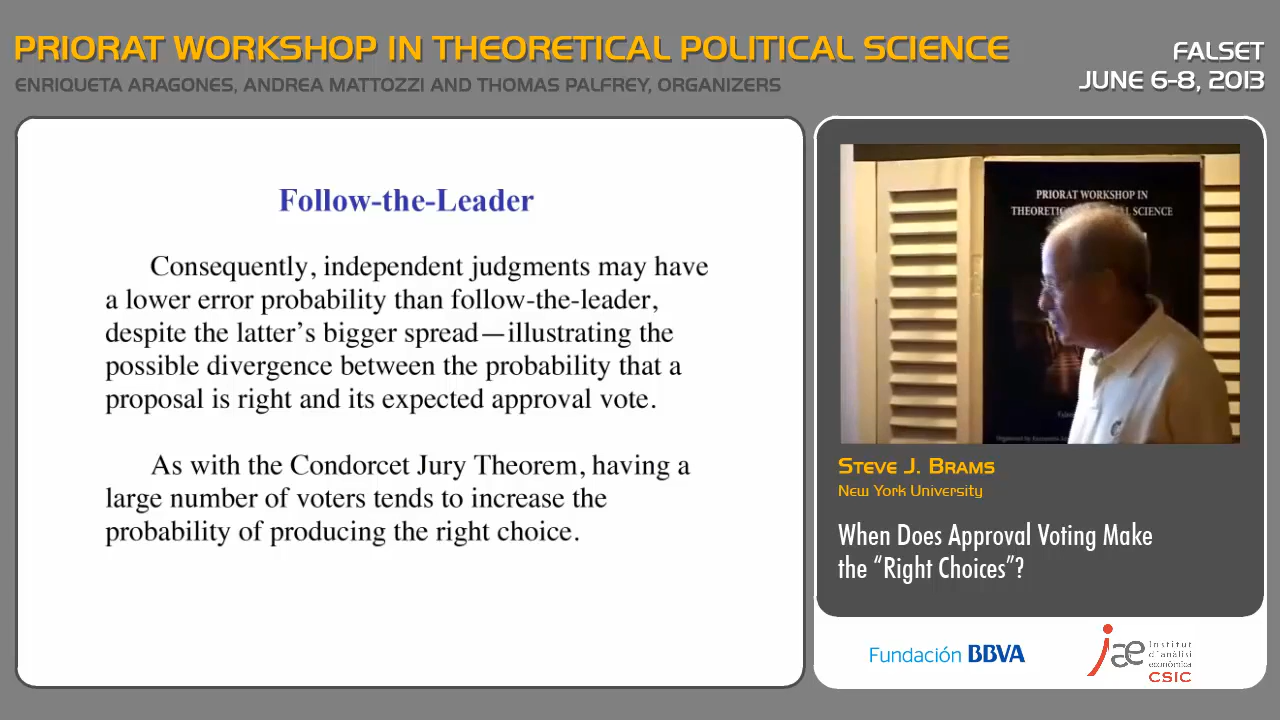 PRIORAT WORKSHOP IN THEORETICAL POLITICAL SCIENCE
ENRIQUETA ARAGONES, ANDREA MATTOZZI AND THOMAS PALFREY, ORGANIZERS
FALSET
JUNE 6-8, 2013
Follow-the-Leader
Consequently, independent judgments may have
a lower error probability than follow-the-leader,
despite the latter's bigger spread—illustrating the
possible divergence between the probability that a
proposal is right and its expected approval vote.
As with the Condorcet Jury Theorem, having a
large number of voters tends to increase the
probability of producing the right choice.
PRIORAT WORKSHOP IN
SCIENCE
STEVE J. BRAMS
New York University
When Does Approval Voting Make
the “Right Choices”?
Fundación BBVA
iae
Institut
d'anàlisi
econòmica
CSIC